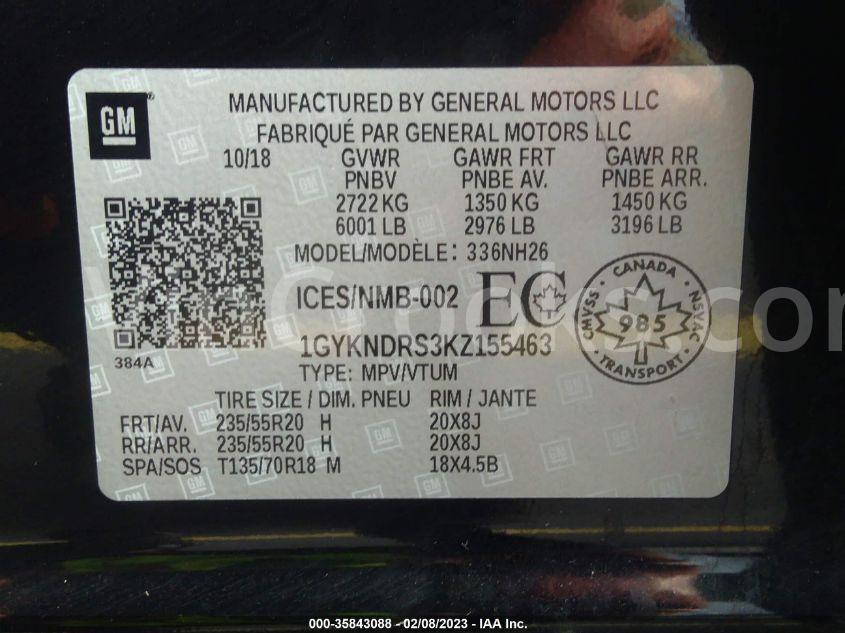 GM
MANUFACTURED BY GENERAL MOTORS LLC
FABRIQUÉ PAR GENERAL MOTORS LLC
10/18 GVWR GAWR FRT GAWR RR
PNBV PNBE AV. PNBE ARR.
2722 KG 1350 KG 1450 KG
6001 LB 2976 LB 3196 LB
MODEL/MODÈLE: 336NH26
ICES/NMB-002 EC
CANADA
CMVSS 985 NSVAC
TRANSPORT
1GYKNDRS3KZ155463
384A
TYPE: MPV/VTUM
TIRE SIZE / DIM. PNEU RIM / JANTE
FRT/AV. 235/55R20 H 20X8J
RR/ARR. 235/55R20 H 20X8J
SPA/SOS T135/70R18 M 18X4.5B
000-35843088 -- 02/08/2023 -- IAA Inc.